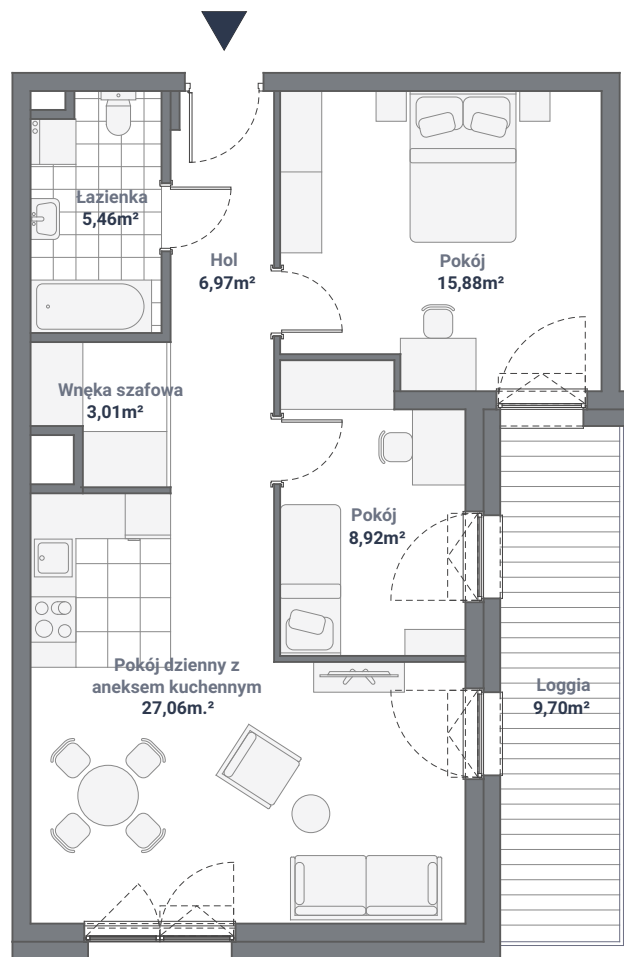 Łazienka
5,46m²
Hol
6,97m²
Pokój
15,88m²
Wnęka szafowa
3,01m²
Pokój
8,92m²
Pokój dzienny z
aneksem kuchennym
27,06m.²
Loggia
9,70m²